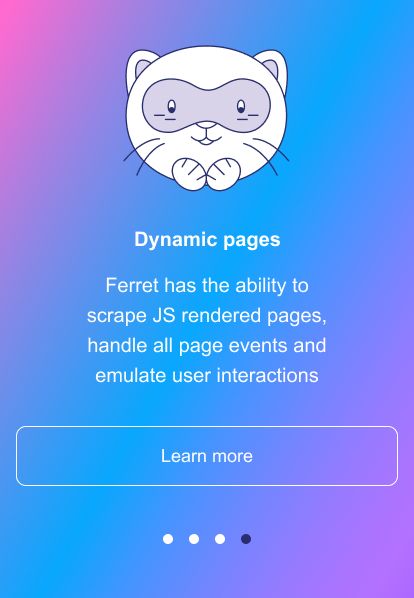 Dynamic pages
Ferret has the ability to
scrape JS rendered pages,
handle all page events and
emulate user interactions
Learn more